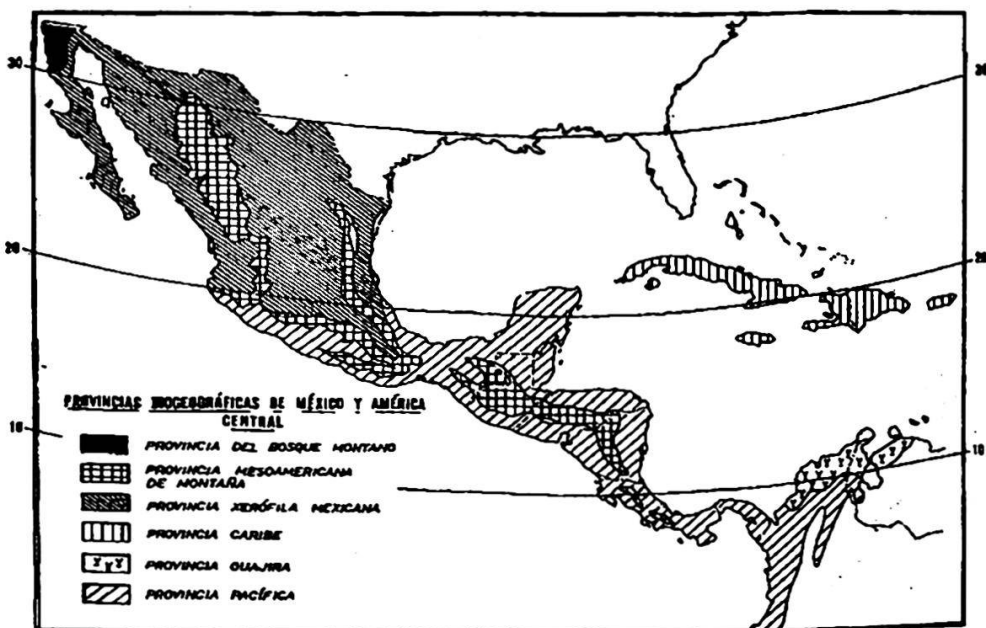 30
30
20
20
10
10
PROVINCIAS BIOGEOGRÁFICAS DE MÉXICO Y AMÉRICA
CENTRAL
PROVINCIA DEL BOSQUE MONTANO
PROVINCIA MESOAMERICANA
DE MONTAÑA
PROVINCIA XERÓFILA MEXICANA
PROVINCIA CARIBE
PROVINCIA GUAJIRA
PROVINCIA PACÍFICA